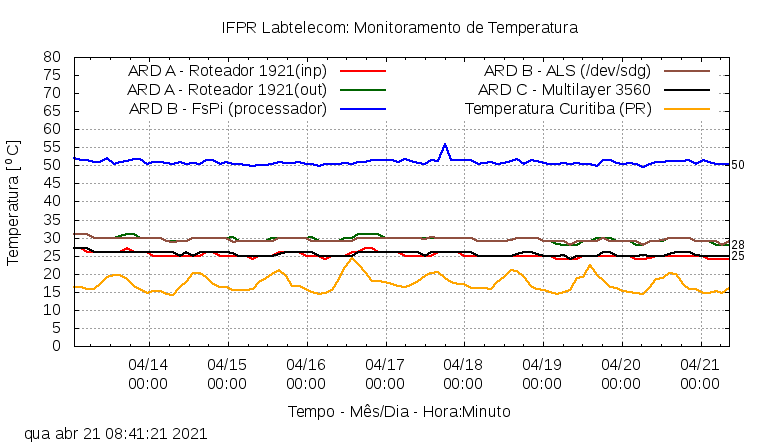 IFPR Labtelecom: Monitoramento de Temperatura
Temperatura [ ºC]
80
75
70
65
60
55
50
45
40
35
30
25
20
15
10
5
0
ARD A - Roteador 1921(inp)
ARD A - Roteador 1921(out)
ARD B - FsPi (processador)
ARD B - ALS (/dev/sdg)
ARD C - Multilayer 3560
Temperatura Curitiba (PR)
50
28
25
04/14 04/15 04/16 04/17 04/18 04/19 04/20 04/21
00:00 00:00 00:00 00:00 00:00 00:00 00:00 00:00
Tempo - Mês/Dia - Hora:Minuto
qua abr 21 08:41:21 2021